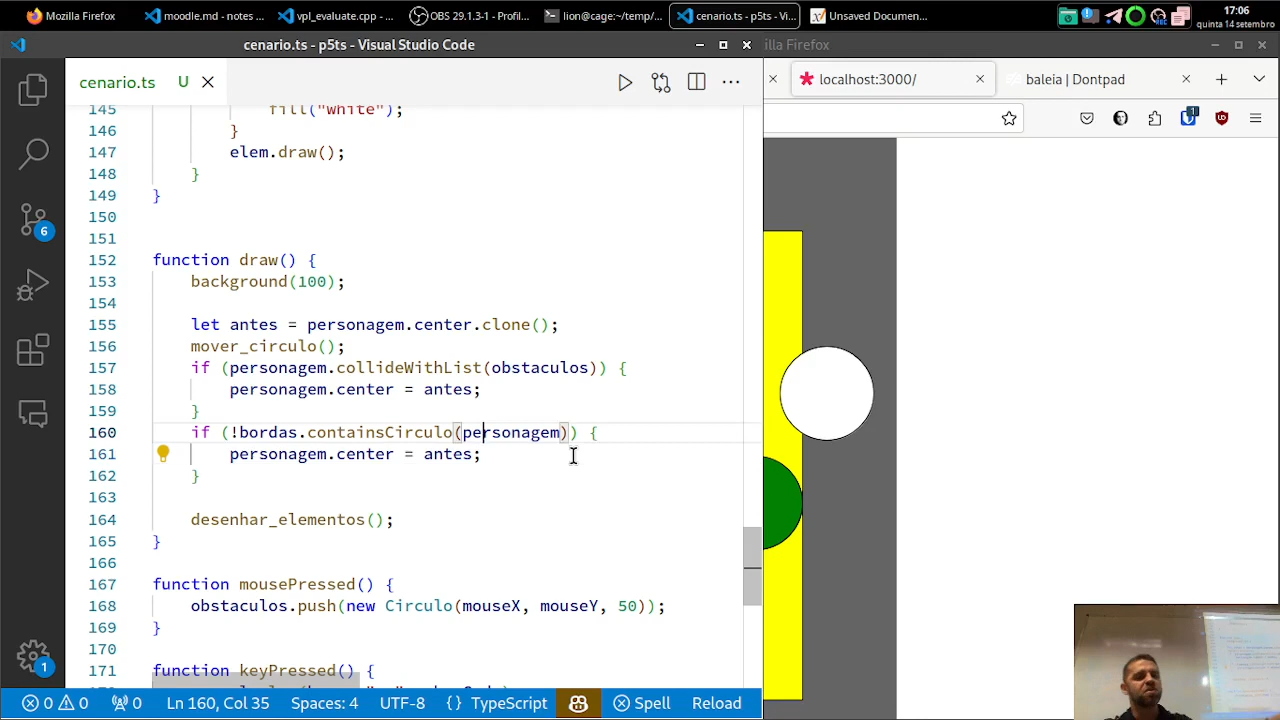 Mozilla Firefox
moodle.md - notes ...
vpl_evaluate.cpp - ...
OS 29.1.3-1 - Profil...
lion@cage:~/temp/...
cenario.ts - p5ts - Vi...
Unsaved Documen...
17:06
quinta 14 setembro
cenario.ts - p5ts - Visual Studio Code
illa Firefox
cenario.ts U
localhost:3000/
baleia | Dontpad
1
145 fill("white");
146 }
147 elem.draw();
148 }
149 }
150
151
152 function draw() {
153 background(100);
154
155 let antes = personagem.center.clone();
156 mover_circulo();
157 if (personagem.collideWithList(obstaculos)) {
158 personagem.center = antes;
159 }
160 if (!bordas.containsCirculo(personagem)) {
161 personagem.center = antes;
162 }
163
164 desenhar_elementos();
165 }
166
167 function mousePressed() {
168 obstaculos.push(new Circulo(mouseX, mouseY, 50));
169 }
170
171 function keyPressed() {
6
1
0 0 0 Ln 160, Col 35 Spaces: 4 UTF-8 {} TypeScript Spell Reload